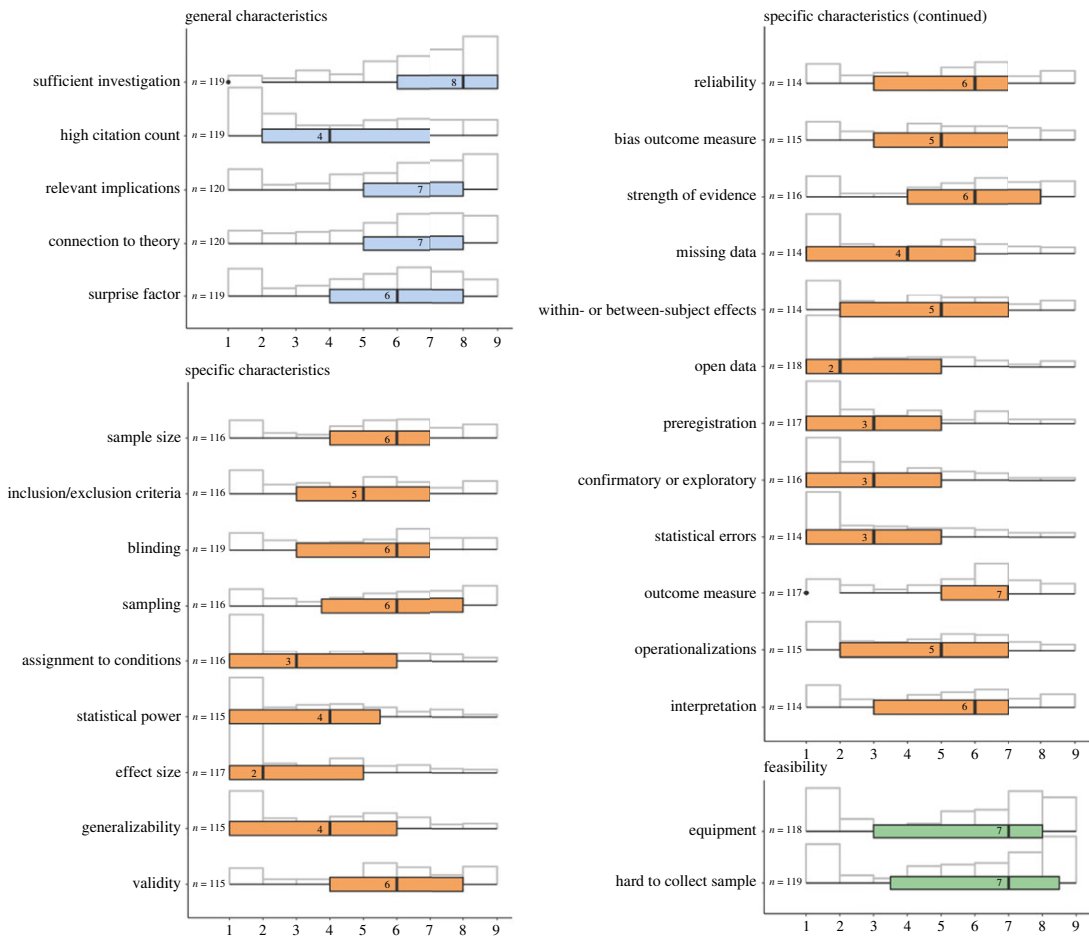 general characteristics
sufficient investigation n = 119 8
high citation count n = 119 4
relevant implications n = 120 7
connection to theory n = 120 7
surprise factor n = 119 6
1 2 3 4 5 6 7 8 9
specific characteristics
sample size n = 116 6
inclusion/exclusion criteria n = 116 5
blinding n = 119 6
sampling n = 116 6
assignment to conditions n = 116 3
statistical power n = 115 4
effect size n = 117 2
generalizability n = 115 4
validity n = 115 6
1 2 3 4 5 6 7 8 9
specific characteristics (continued)
reliability n = 114 6
bias outcome measure n = 115 5
strength of evidence n = 116 6
missing data n = 114 4
within- or between-subject effects n = 114 5
open data n = 118 2
preregistration n = 117 3
confirmatory or exploratory n = 116 3
statistical errors n = 114 3
outcome measure n = 117 7
operationalizations n = 115 5
interpretation n = 114 6
1 2 3 4 5 6 7 8 9
feasibility
equipment n = 118 7
hard to collect sample n = 119 7
1 2 3 4 5 6 7 8 9